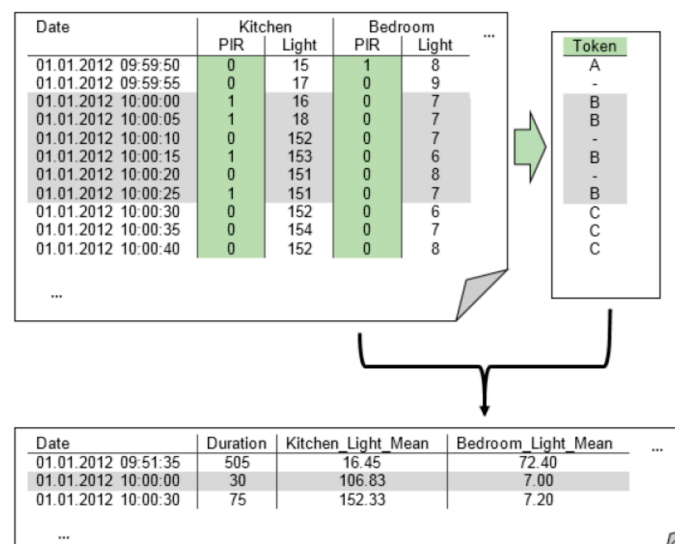 Date Kitchen Bedroom ...
PIR Light PIR Light
01.01.2012 09:59:50 0 15 1 8
01.01.2012 09:59:55 0 17 0 9
01.01.2012 10:00:00 1 16 0 7
01.01.2012 10:00:05 1 18 0 7
01.01.2012 10:00:10 0 152 0 7
01.01.2012 10:00:15 1 153 0 6
01.01.2012 10:00:20 0 151 0 8
01.01.2012 10:00:25 1 151 0 7
01.01.2012 10:00:30 0 152 0 6
01.01.2012 10:00:35 0 154 0 7
01.01.2012 10:00:40 0 152 0 8
...
Token
A
-
B
B
-
B
-
B
C
C
C
Date Duration Kitchen_Light_Mean Bedroom_Light_Mean ...
01.01.2012 09:51:35 505 16.45 72.40
01.01.2012 10:00:00 30 106.83 7.00
01.01.2012 10:00:30 75 152.33 7.20
...